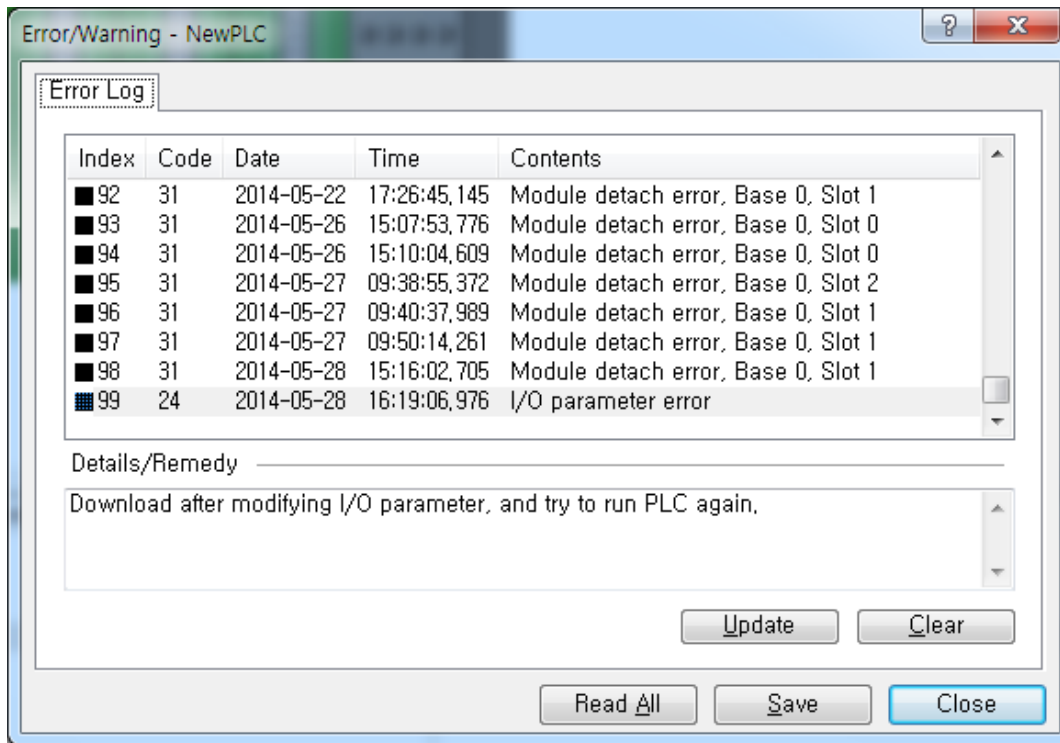 Error/Warning - NewPLC
Error Log
Index Code Date Time Contents
92 31 2014-05-22 17:26:45,145 Module detach error, Base 0, Slot 1
93 31 2014-05-26 15:07:53,776 Module detach error, Base 0, Slot 0
94 31 2014-05-26 15:10:04,609 Module detach error, Base 0, Slot 0
95 31 2014-05-27 09:38:55,372 Module detach error, Base 0, Slot 2
96 31 2014-05-27 09:40:37,989 Module detach error, Base 0, Slot 1
97 31 2014-05-27 09:50:14,261 Module detach error, Base 0, Slot 1
98 31 2014-05-28 15:16:02,705 Module detach error, Base 0, Slot 1
99 24 2014-05-28 16:19:06,976 I/O parameter error
Details/Remedy
Download after modifying I/O parameter, and try to run PLC again,
Update Clear
Read All Save Close